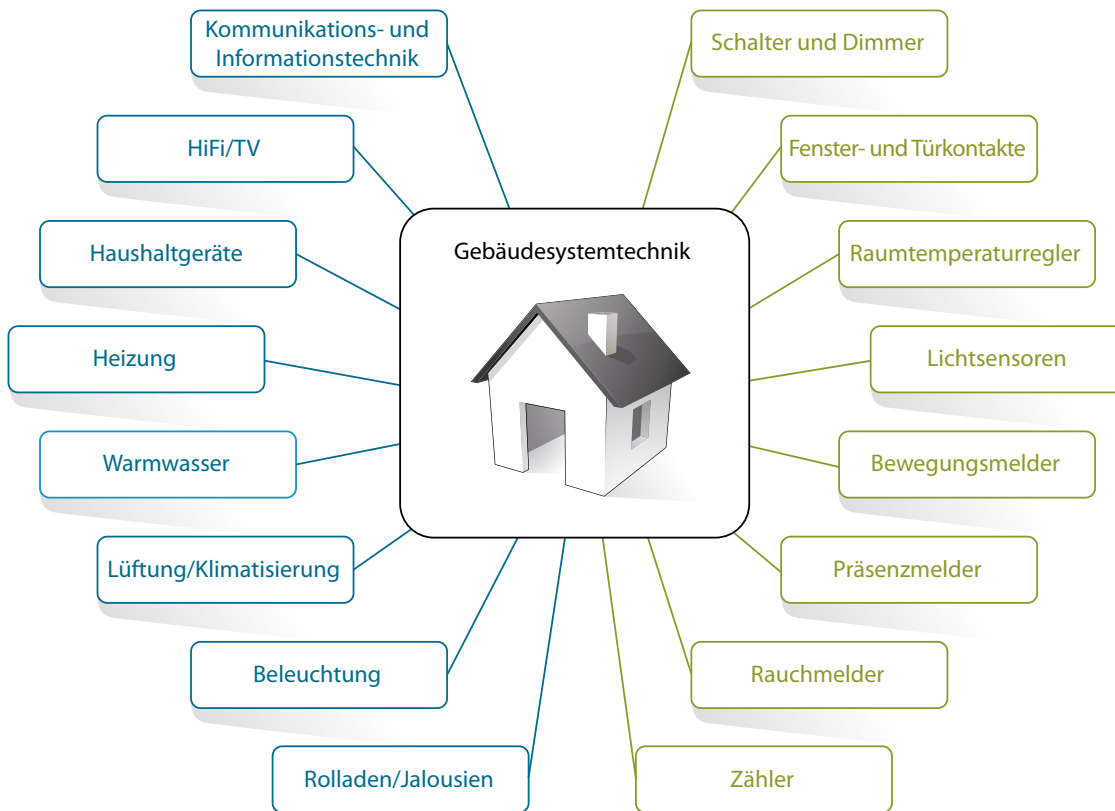 Kommunikations- und
Informationstechnik
Schalter und Dimmer
HiFi/TV
Fenster- und Türkontakte
Haushaltgeräte
Gebäudesystemtechnik
Raumtemperaturregler
Heizung
Lichtsensoren
Warmwasser
Bewegungsmelder
Lüftung/Klimatisierung
Präsenzmelder
Beleuchtung
Rauchmelder
Rolladen/Jalousien
Zähler